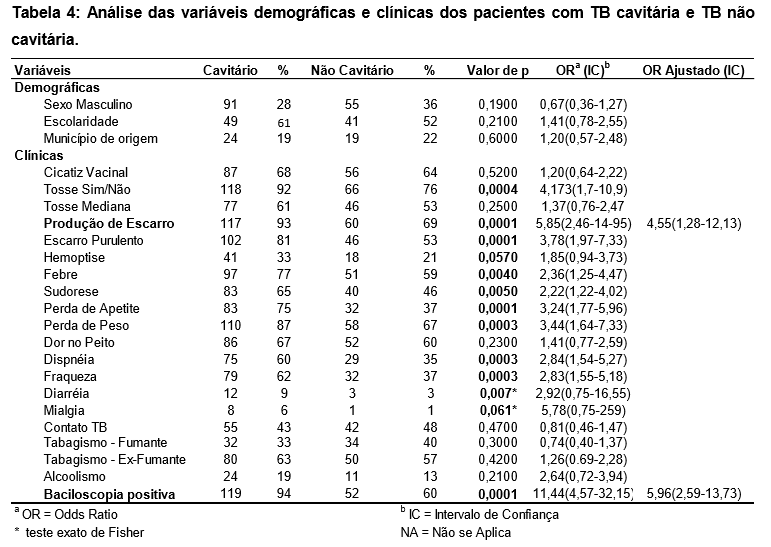 Tabela 4: Análise das variáveis demográficas e clínicas dos pacientes com TB cavitária e TB não
cavitária.
Variáveis Cavitário % Não Cavitário % Valor de p ORᵃ (IC)ᵇ OR Ajustado (IC)
Demográficas
Sexo Masculino 91 28 55 36 0,1900 0,67(0,36-1,27)
Escolaridade 49 61 41 52 0,2100 1,41(0,78-2,55)
Município de origem 24 19 19 22 0,6000 1,20(0,57-2,48)
Clínicas
Cicatiz Vacinal 87 68 56 64 0,5200 1,20(0,64-2,22)
Tosse Sim/Não 118 92 66 76 0,0004 4,173(1,7-10,9)
Tosse Mediana 77 61 46 53 0,2500 1,37(0,76-2,47
Produção de Escarro 117 93 60 69 0,0001 5,85(2,46-14-95) 4,55(1,28-12,13)
Escarro Purulento 102 81 46 53 0,0001 3,78(1,97-7,33)
Hemoptise 41 33 18 21 0,0570 1,85(0,94-3,73)
Febre 97 77 51 59 0,0040 2,36(1,25-4,47)
Sudorese 83 65 40 46 0,0050 2,22(1,22-4,02)
Perda de Apetite 83 75 32 37 0,0001 3,24(1,77-5,96)
Perda de Peso 110 87 58 67 0,0003 3,44(1,64-7,33)
Dor no Peito 86 67 52 60 0,2300 1,41(0,77-2,59)
Dispnéia 75 60 29 35 0,0003 2,84(1,54-5,27)
Fraqueza 79 62 32 37 0,0003 2,83(1,55-5,18)
Diarréia 12 9 3 3 0,007* 2,92(0,75-16,55)
Mialgia 8 6 1 1 0,061* 5,78(0,75-259)
Contato TB 55 43 42 48 0,4700 0,81(0,46-1,47)
Tabagismo - Fumante 32 33 34 40 0,3000 0,74(0,40-1,37)
Tabagismo - Ex-Fumante 80 63 50 57 0,4200 1,26(0,69-2,28)
Alcoolismo 24 19 11 13 0,2100 2,64(0,72-3,94)
Baciloscopia positiva 119 94 52 60 0,0001 11,44(4,57-32,15) 5,96(2,59-13,73)
ᵃ OR = Odds Ratio ᵇ IC = Intervalo de Confiança
* teste exato de Fisher NA = Não se Aplica